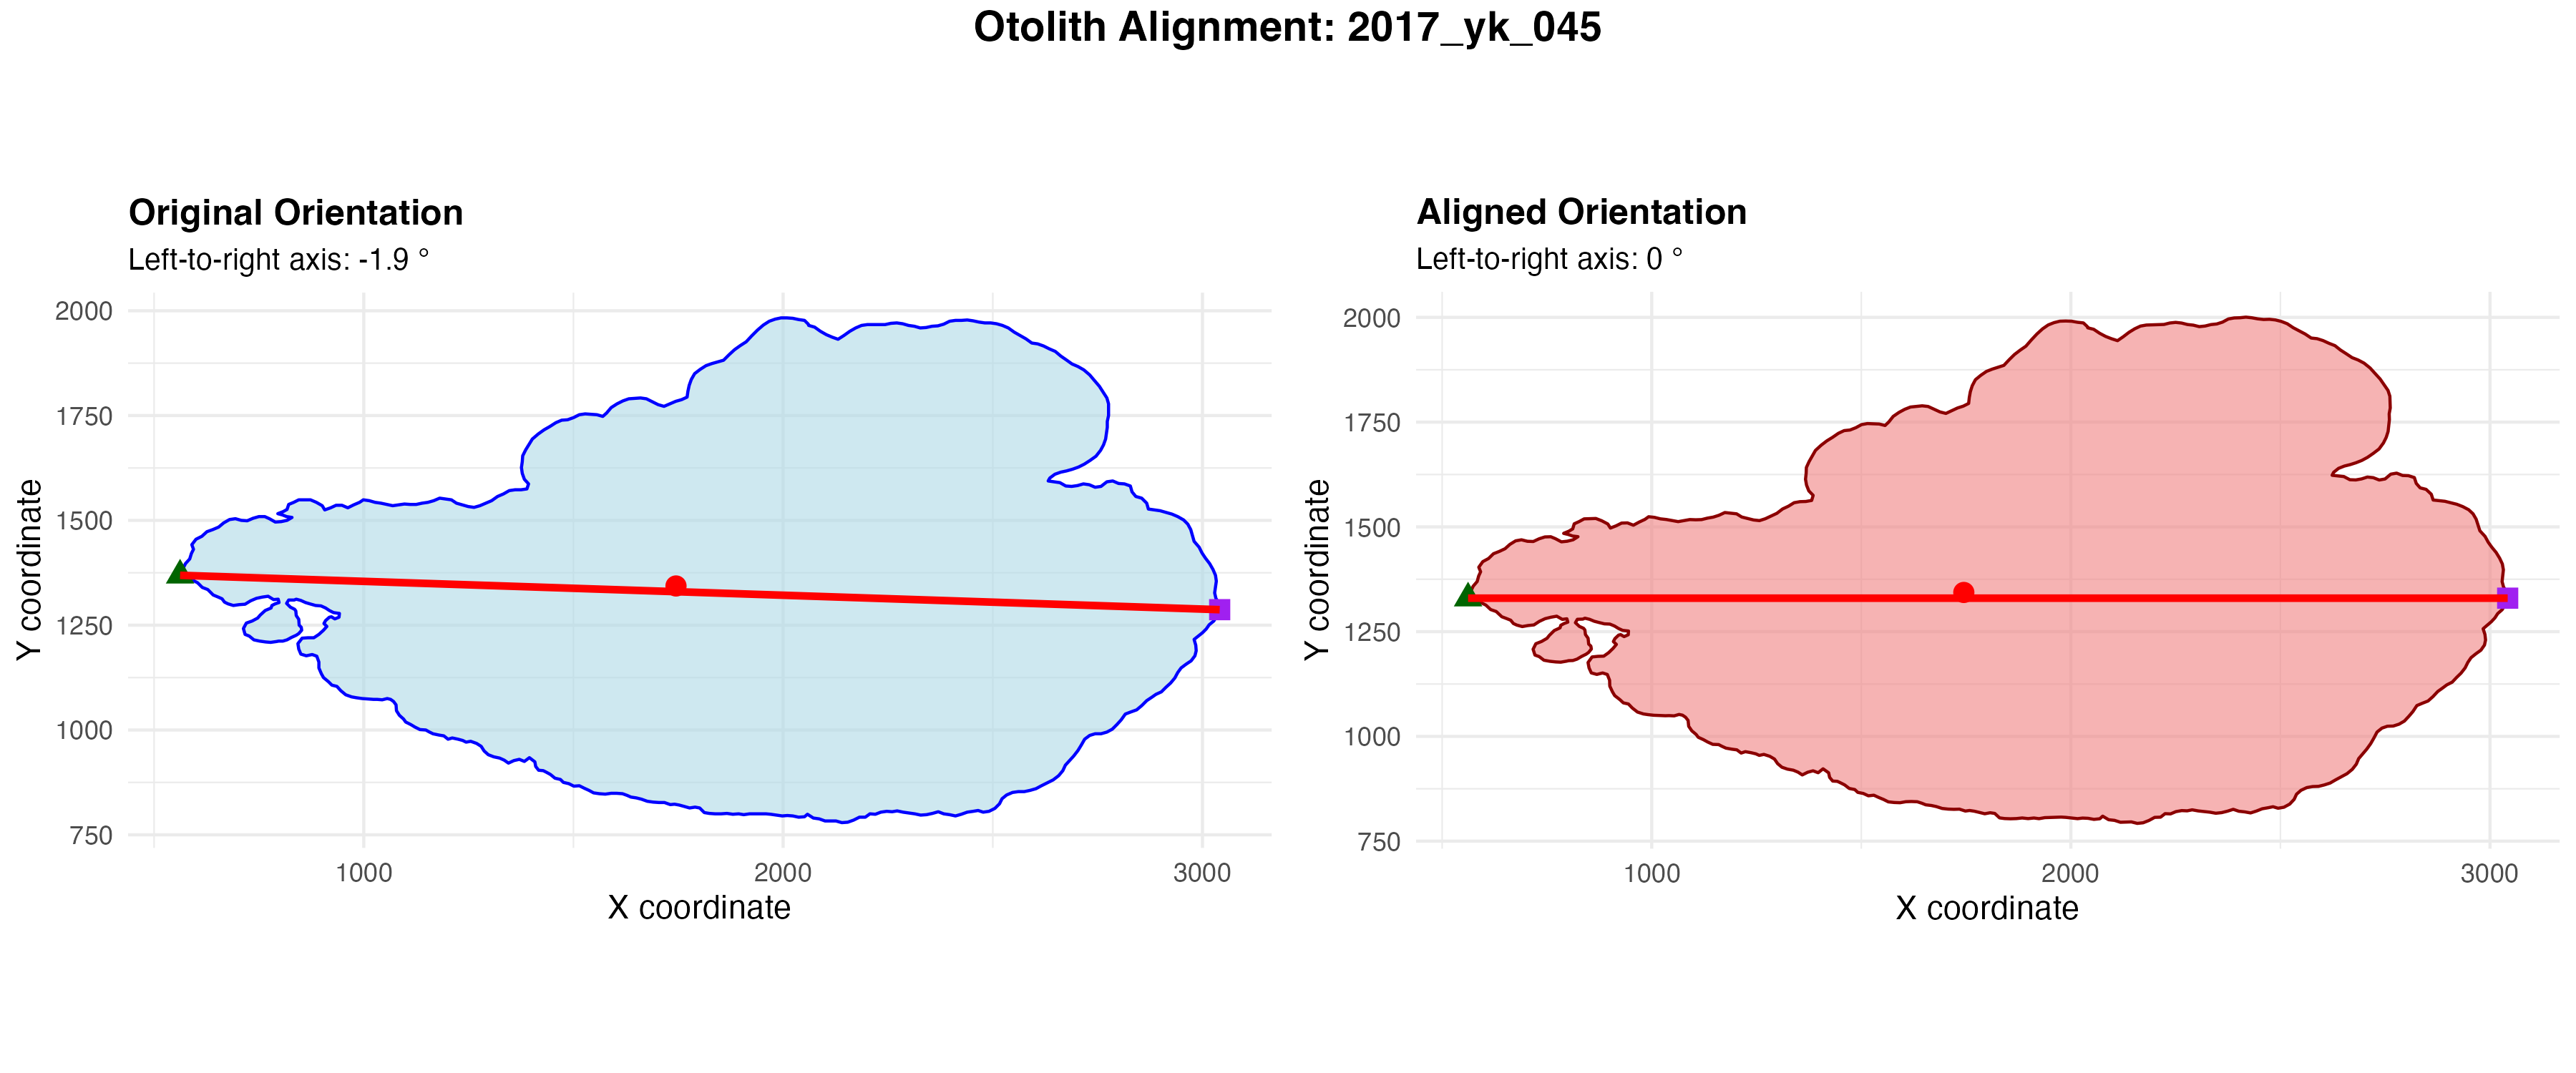 Otolith Alignment: 2017_yk_045
Original Orientation
Left-to-right axis: -1.9 °
2000
1750
1500
1250
1000
750
Y coordinate
1000
2000
3000
X coordinate
Aligned Orientation
Left-to-right axis: 0 °
2000
1750
1500
1250
1000
750
Y coordinate
1000
2000
3000
X coordinate